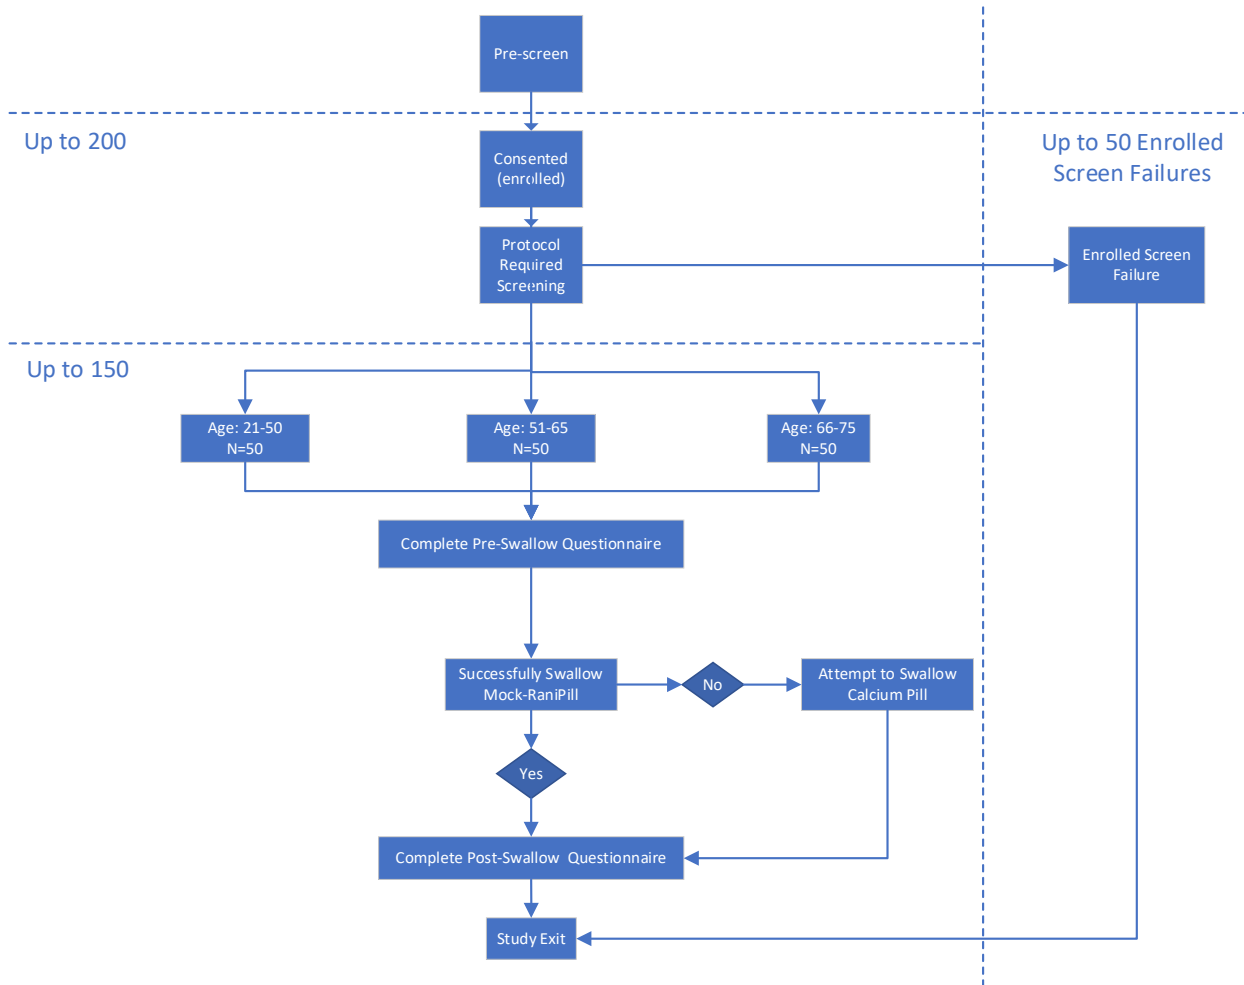 Pre-screen
Up to 200
Up to 50 Enrolled
Screen Failures
Consented
(enrolled)
Protocol
Required
Screening
Enrolled Screen
Failure
Up to 150
Age: 21-50
N=50
Age: 51-65
N=50
Age: 66-75
N=50
Complete Pre-Swallow Questionnaire
Successfully Swallow
Mock-RaniPill
No
Attempt to Swallow
Calcium Pill
Yes
Complete Post-Swallow Questionnaire
Study Exit